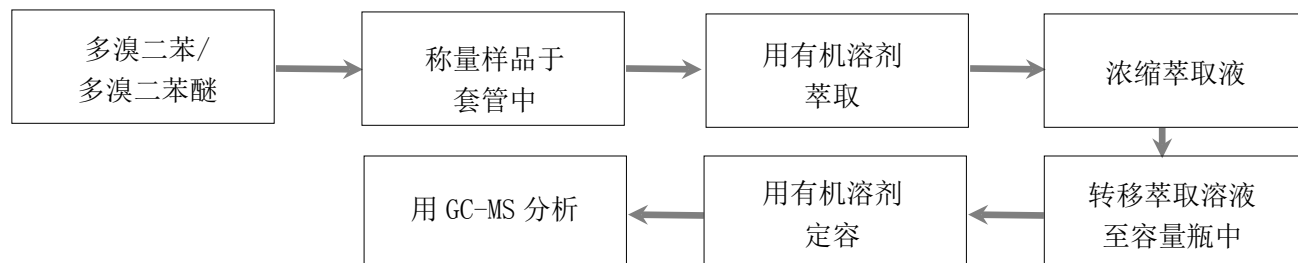 多溴二苯/
多溴二苯醚
称量样品于
套管中
用有机溶剂
萃取
浓缩萃取液
转移萃取溶液
至容量瓶中
用有机溶剂
定容
用 GC-MS 分析